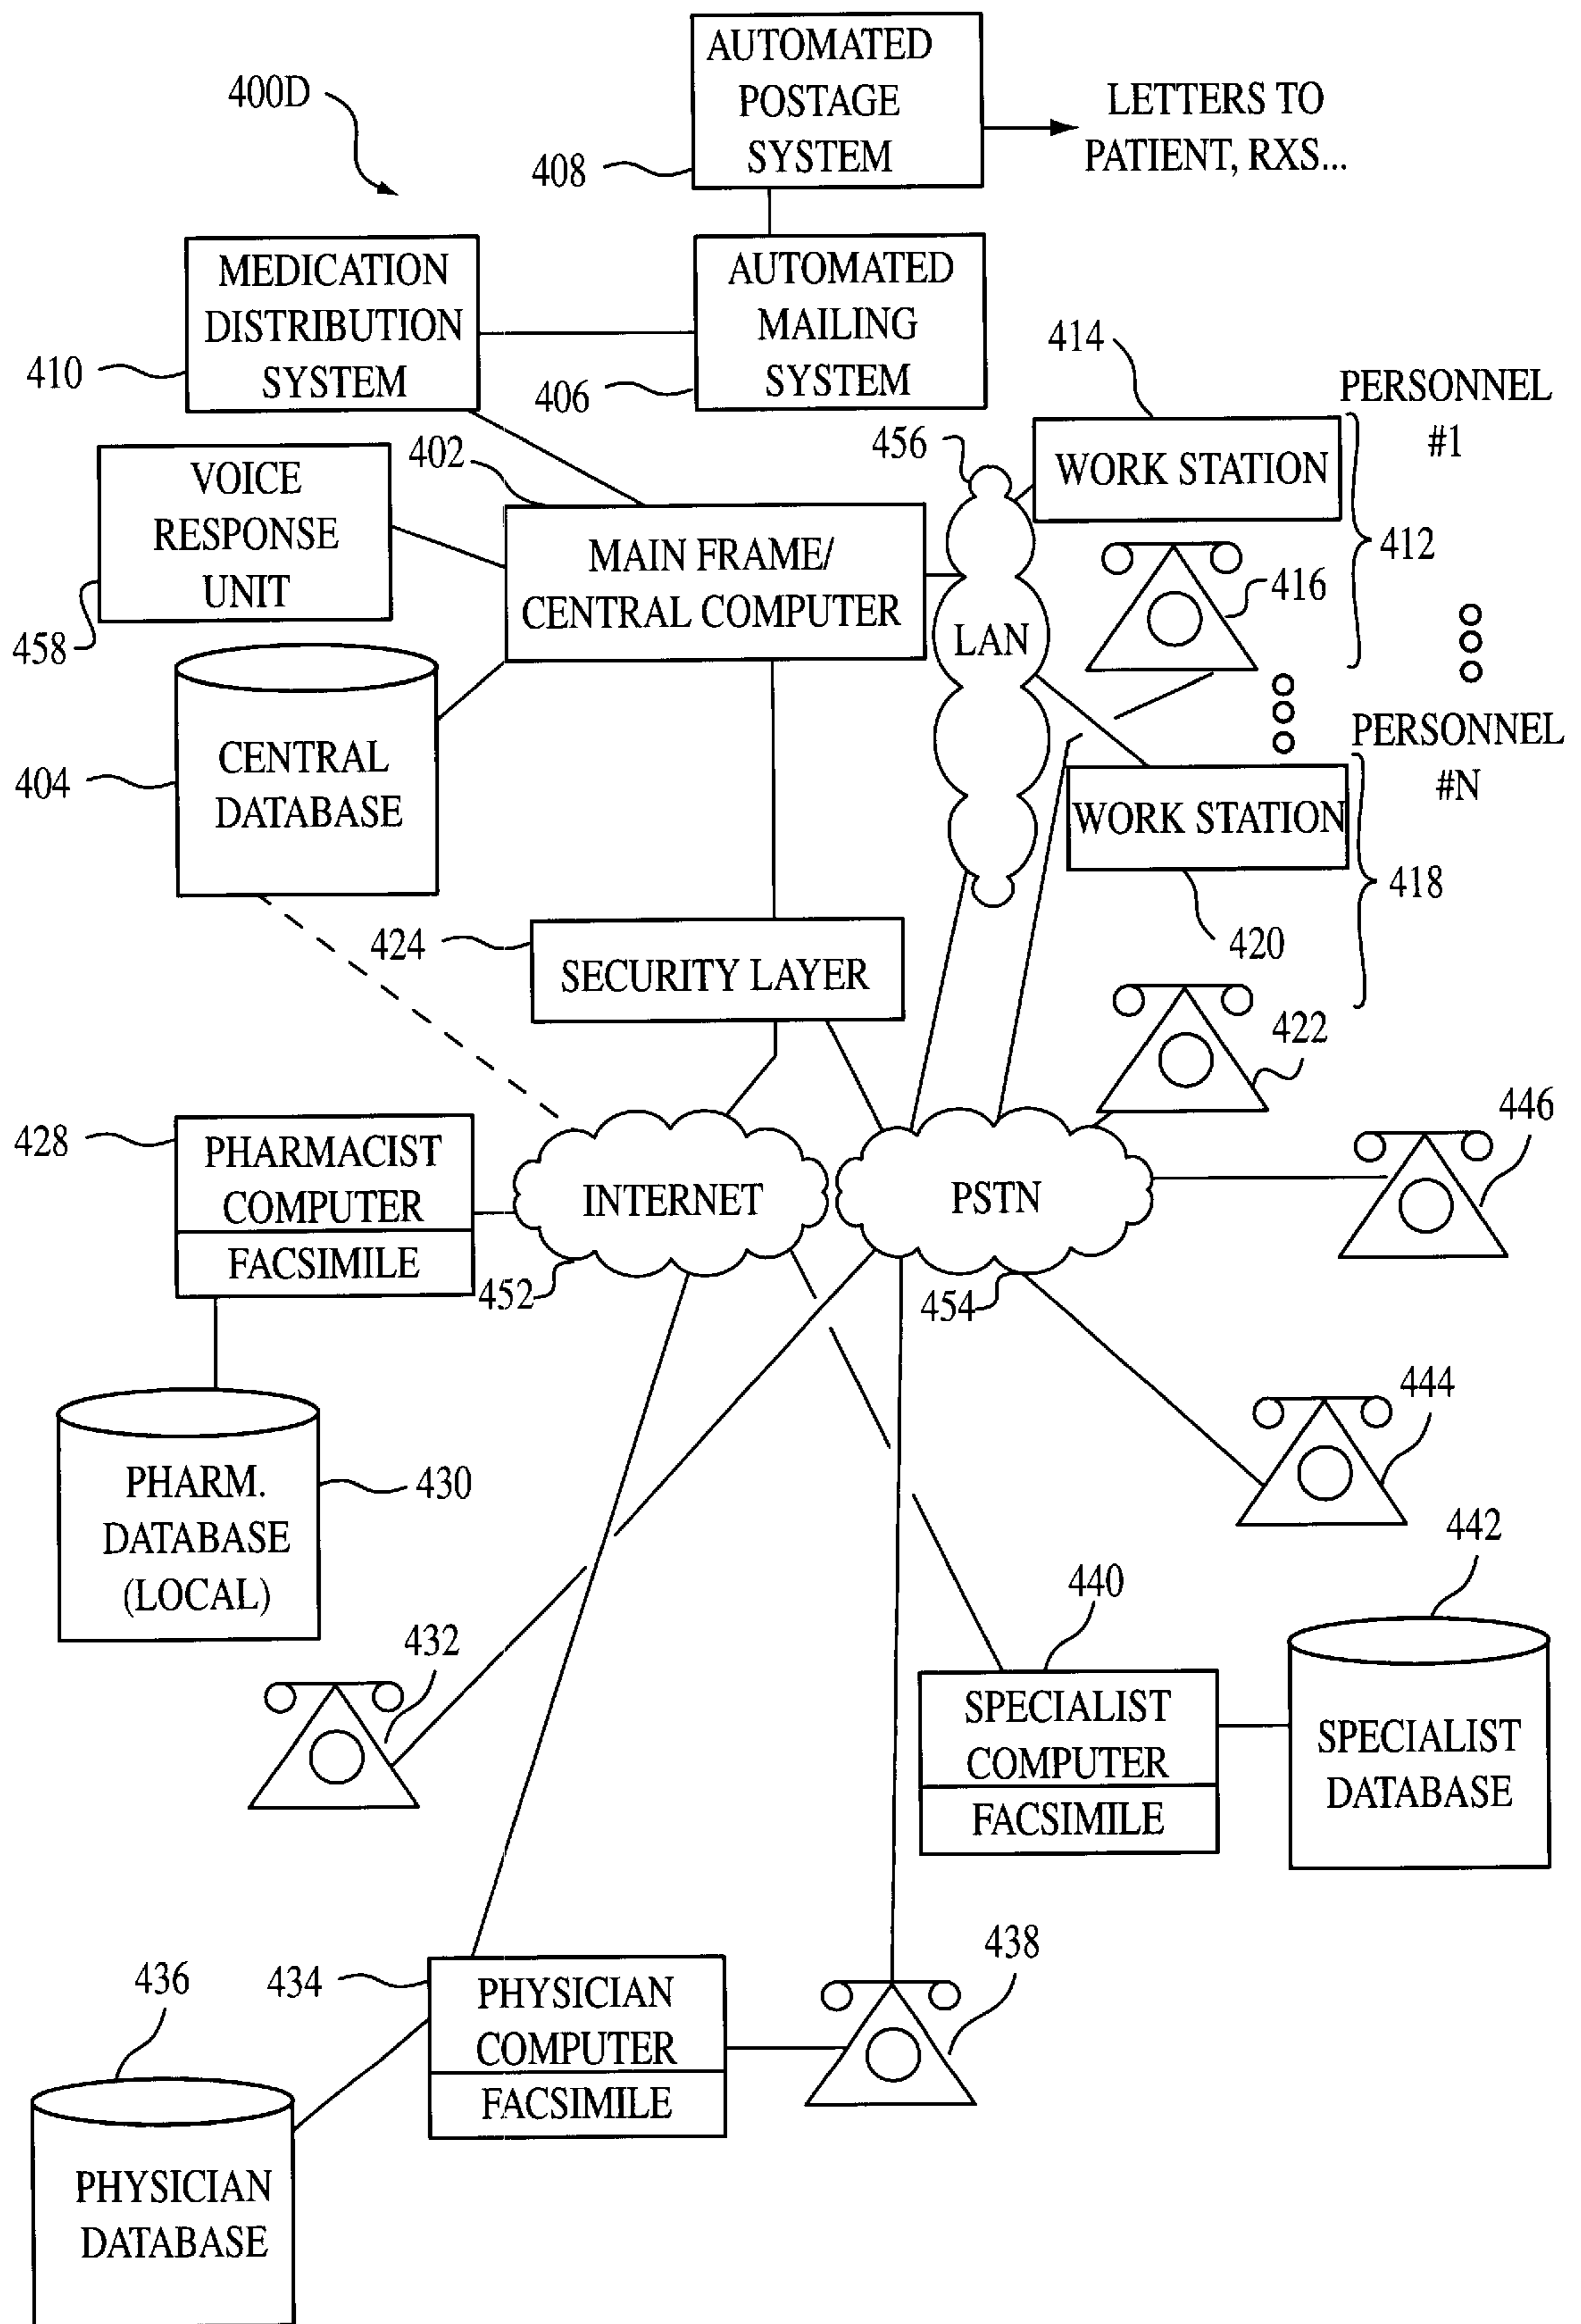 400D
AUTOMATED
POSTAGE
SYSTEM
408
LETTERS TO
PATIENT, RXS...
MEDICATION
DISTRIBUTION
SYSTEM
410
AUTOMATED
MAILING
SYSTEM
406
414
PERSONNEL
#1
WORK STATION
412
416
456
LAN
402
MAIN FRAME/
CENTRAL COMPUTER
VOICE
RESPONSE
UNIT
458
CENTRAL
DATABASE
404
PERSONNEL
#N
WORK STATION
418
420
422
424
SECURITY LAYER
428
PHARMACIST
COMPUTER
FACSIMILE
INTERNET
452
PSTN
454
446
444
PHARM.
DATABASE
(LOCAL)
430
432
440
442
SPECIALIST
COMPUTER
FACSIMILE
SPECIALIST
DATABASE
436
434
PHYSICIAN
COMPUTER
FACSIMILE
438
PHYSICIAN
DATABASE